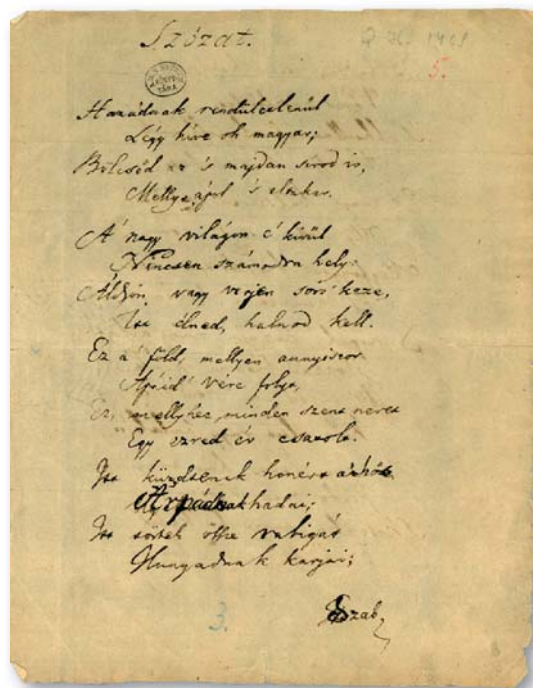 Szózat.
5.
Hazádnak rendületlenül
Légy híve oh magyar;
Bölcsőd az 's majdan sirod is,
Melly ápol 's eltakar.
A' nagy világon e' kivül
Nincsen számodra hely;
Áldjon, vagy verjen sors' keze,
Itt élned, halnod kell.
Ez a' föld, mellyen annyiszor
Apáid' vére folyt,
Ez, mellyhez minden szent nevet
Egy ezred év csatolt.
Itt küzdtenek honért a' hős
Árpádnak hadai;
Itt törtek össze rabigát
Hunyadnak karjai;
3.
Szab